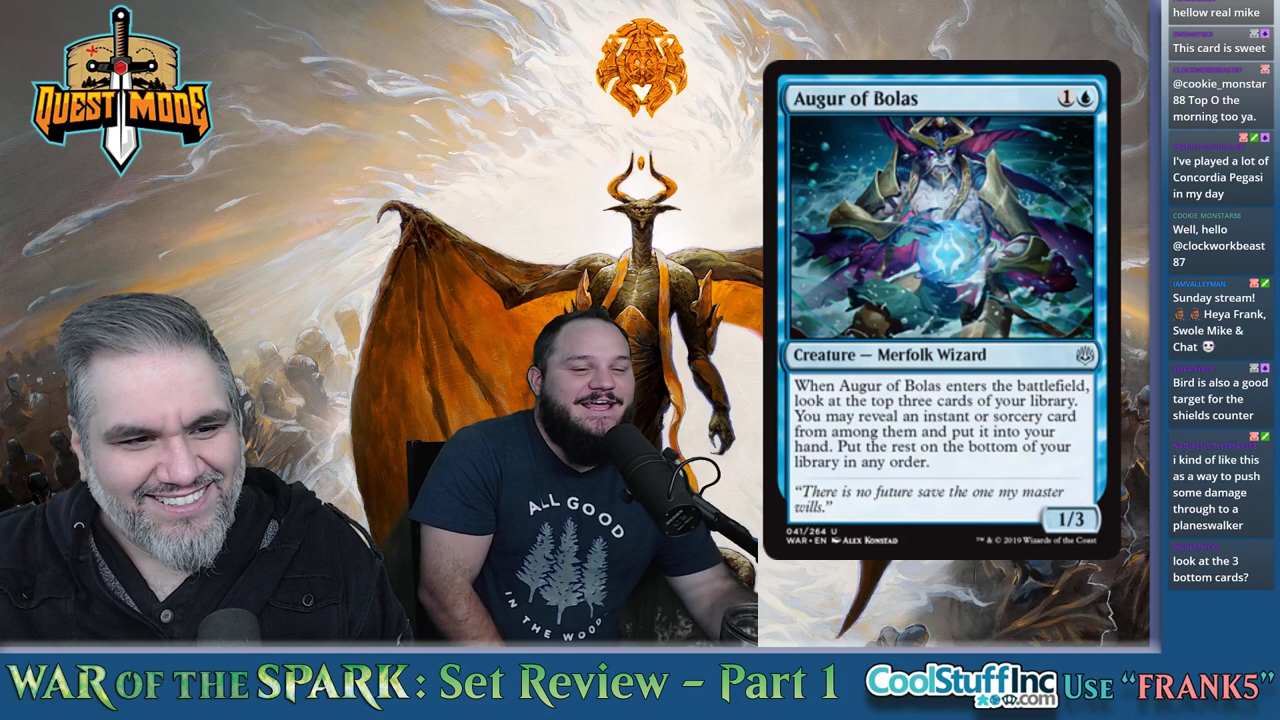 QUEST MODE
Augur of Bolas
1
Creature — Merfolk Wizard
When Augur of Bolas enters the battlefield,
look at the top three cards of your library.
You may reveal an instant or sorcery card
from among them and put it into your
hand. Put the rest on the bottom of your
library in any order.
“There is no future save the one my master
wills.”
1/3
041/264 U
WAR • EN ALEX KONSTAD
™ & © 2019 Wizards of the Coast
ALL GOOD
IN THE WOODS
hellow real mike
This card is sweet
@cookie_monstar
88 Top O the
morning too ya.
I've played a lot of
Concordia Pegasi
in my day
COOKIE_MONSTAR88
Well, hello
@clockworkbeast
87
IAMVALLEYMAN
Sunday stream!
Heya Frank,
Swole Mike &
Chat
Bird is also a good
target for the
shields counter
i kind of like this
as a way to push
some damage
through to a
planeswalker
look at the 3
bottom cards?
WAR OF THE SPARK: Set Review - Part 1
CoolStuffInc
.com
USE “FRANK5”